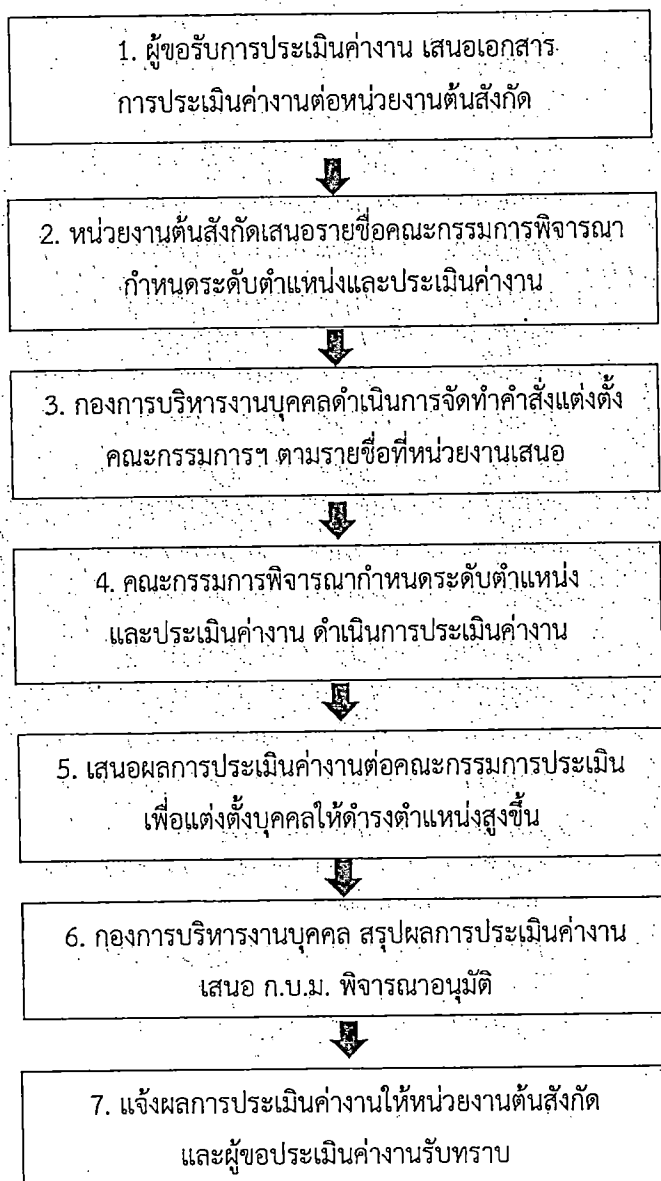 1. ผู้ขอรับการประเมินค่างาน เสนอเอกสาร
การประเมินค่างานต่อหน่วยงานต้นสังกัด
2. หน่วยงานต้นสังกัดเสนอรายชื่อคณะกรรมการพิจารณา
กำหนดระดับตำแหน่งและประเมินค่างาน
3. กองการบริหารงานบุคคลดำเนินการจัดทำคำสั่งแต่งตั้ง
คณะกรรมการฯ ตามรายชื่อที่หน่วยงานเสนอ
4. คณะกรรมการพิจารณากำหนดระดับตำแหน่ง
และประเมินค่างาน ดำเนินการประเมินค่างาน
5. เสนอผลการประเมินค่างานต่อคณะกรรมการประเมิน
เพื่อแต่งตั้งบุคคลให้ดำรงตำแหน่งสูงขึ้น
6. กองการบริหารงานบุคคล สรุปผลการประเมินค่างาน
เสนอ ก.บ.ม. พิจารณาอนุมัติ
7. แจ้งผลการประเมินค่างานให้หน่วยงานต้นสังกัด
และผู้ขอประเมินค่างานรับทราบ